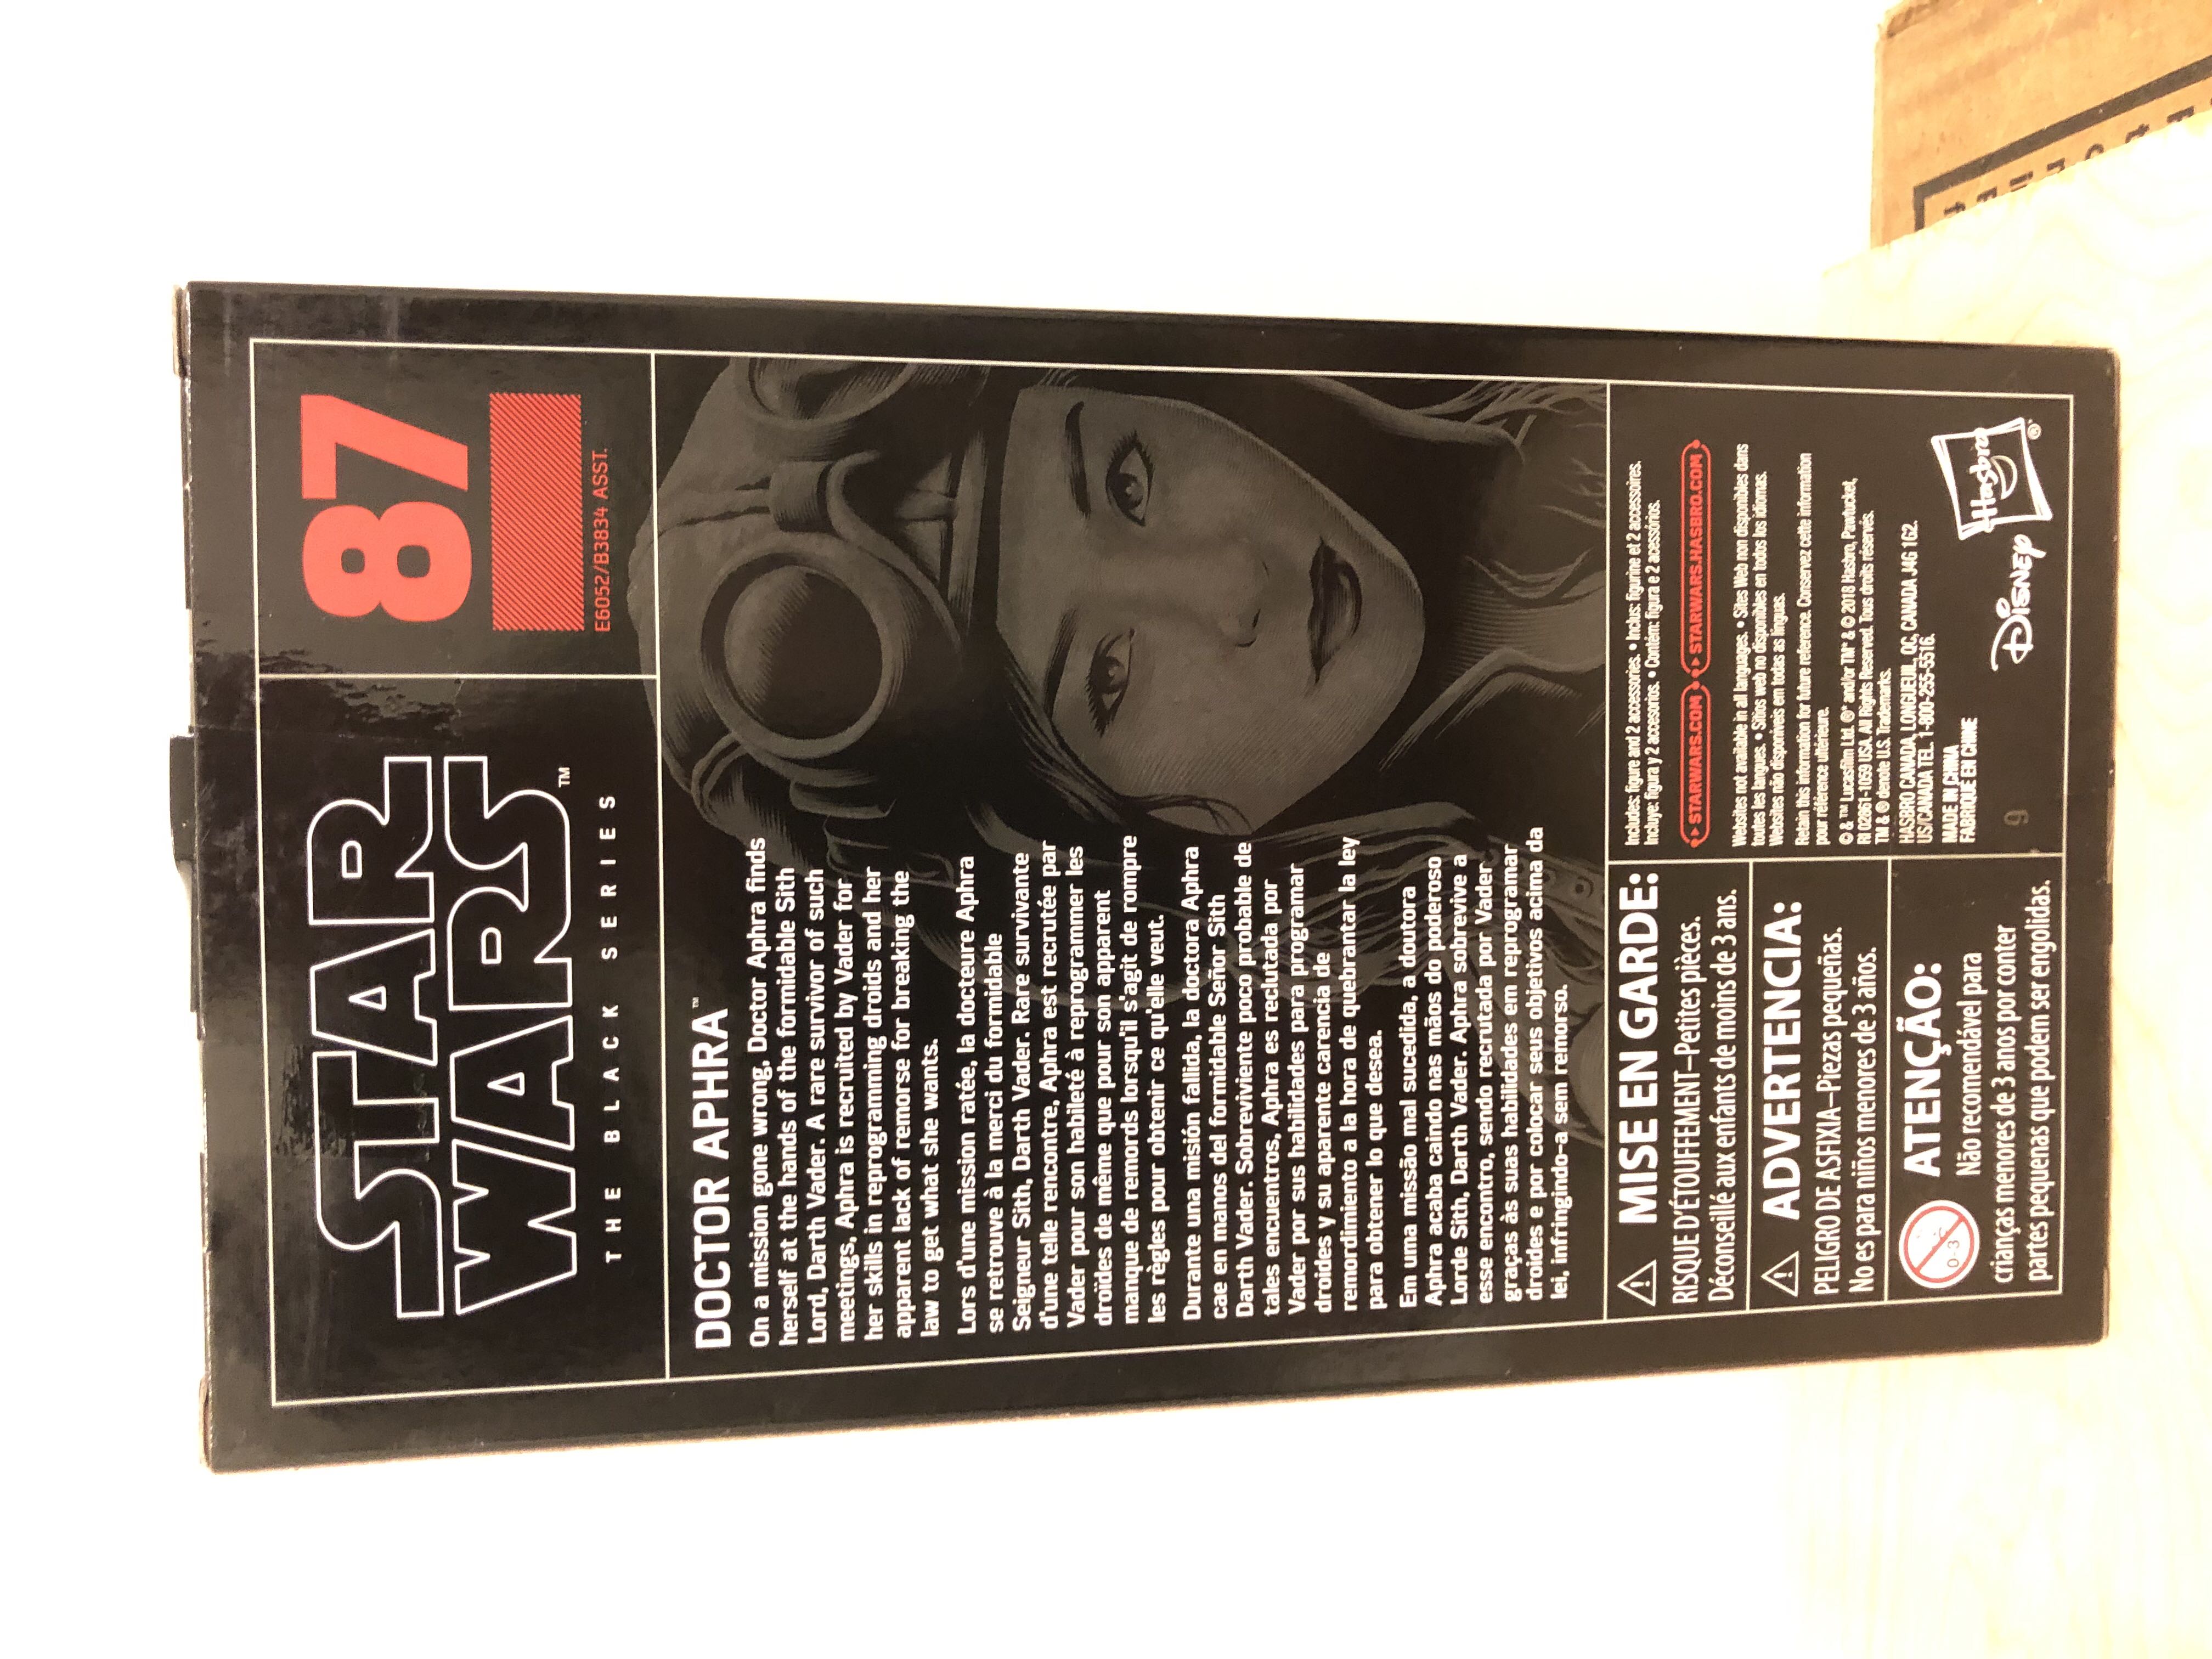 STAR
WARS™
THE BLACK SERIES
87
E6052/B3834 ASST.
DOCTOR APHRA™
On a mission gone wrong, Doctor Aphra finds
herself at the hands of the formidable Sith
Lord, Darth Vader. A rare survivor of such
meetings, Aphra is recruited by Vader for
her skills in reprogramming droids and her
apparent lack of remorse for breaking the
law to get what she wants.
Lors d'une mission ratée, la docteure Aphra
se retrouve à la merci du formidable
Seigneur Sith, Darth Vader. Rare survivante
d'une telle rencontre, Aphra est recrutée par
Vader pour son habileté à reprogrammer les
droïdes de même que pour son apparent
manque de remords lorsqu'il s'agit de rompre
les règles pour obtenir ce qu'elle veut.
Durante una misión fallida, la doctora Aphra
cae en manos del formidable Señor Sith
Darth Vader. Sobreviviente poco probable de
tales encuentros, Aphra es reclutada por
Vader por sus habilidades para programar
droides y su aparente carencia de
remordimiento a la hora de quebrantar la ley
para obtener lo que desea.
Em uma missão mal sucedida, a doutora
Aphra acaba caindo nas mãos do poderoso
Lorde Sith, Darth Vader. Aphra sobrevive a
esse encontro, sendo recrutada por Vader
graças às suas habilidades em reprogramar
droides e por colocar seus objetivos acima da
lei, infringindo-a sem remorso.
MISE EN GARDE:
RISQUE D'ÉTOUFFEMENT–Petites pièces.
Déconseillé aux enfants de moins de 3 ans.
ADVERTENCIA:
PELIGRO DE ASFIXIA–Piezas pequeñas.
No es para niños menores de 3 años.
0-3
ATENÇÃO:
Não recomendável para
crianças menores de 3 anos por conter
partes pequenas que podem ser engolidas.
Includes: figure and 2 accessories. • Inclus: figurine et 2 accessoires.
Incluye: figura y 2 accesorios. • Contém: figura e 2 acessórios.
STARWARS.COM STARWARS.HASBRO.COM
Websites not available in all languages. • Sites Web non disponibles dans
toutes les langues. • Sitios web no disponibles en todos los idiomas.
Websites não disponíveis em todas as línguas.
Retain this information for future reference. Conservez cette information
pour référence ultérieure.
© & ™ Lucasfilm Ltd. ®* and/or TM* & © 2018 Hasbro, Pawtucket,
RI 02861-1059 USA. All Rights Reserved. Tous droits réservés.
TM & ® denote U.S. Trademarks.
HASBRO CANADA, LONGUEUIL, QC, CANADA J4G 1G2.
US/CANADA TEL. 1-800-255-5516.
MADE IN CHINA
FABRIQUÉ EN CHINE
9
DISNEY
Hasbro®